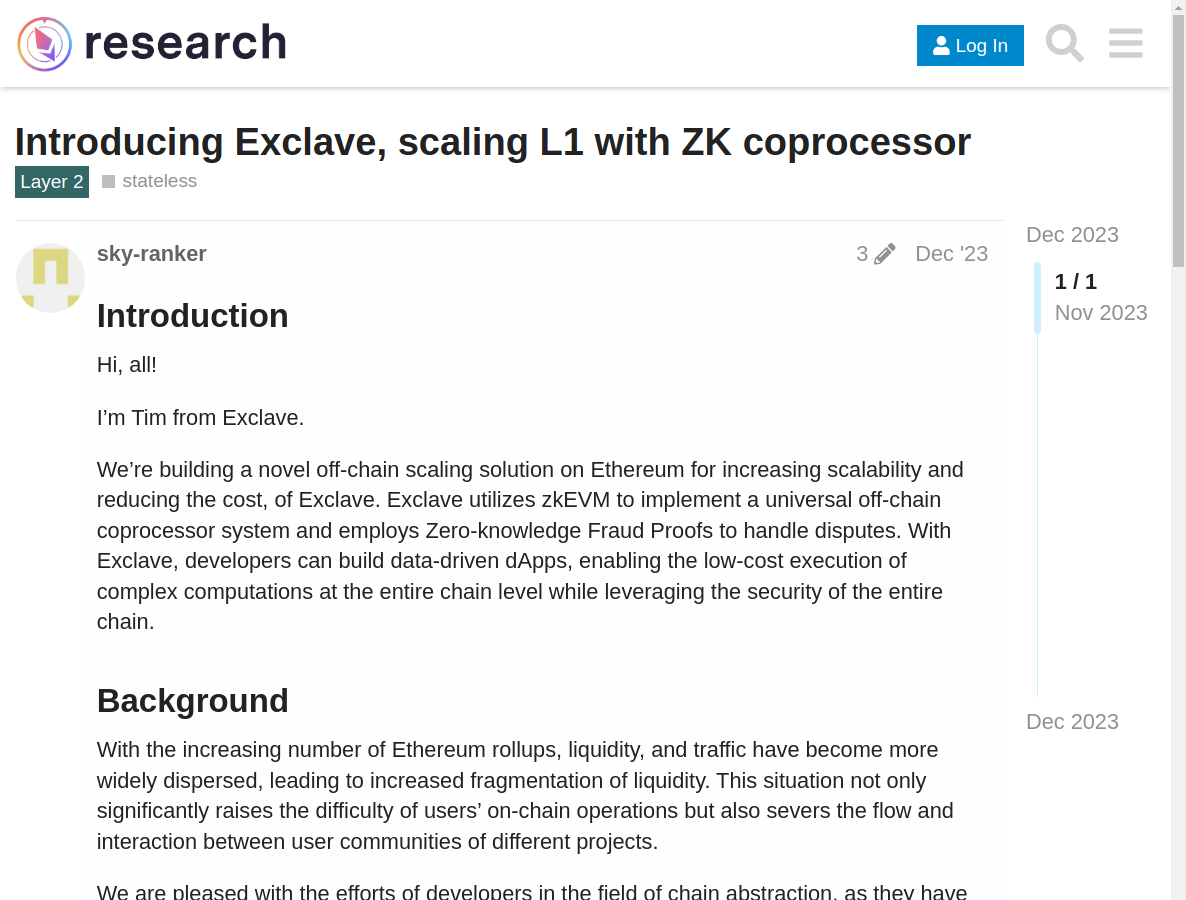 research
Log In
Introducing Exclave, scaling L1 with ZK coprocessor
Layer 2
stateless
sky-ranker
3
Dec '23
Introduction
Hi, all!
I’m Tim from Exclave.
We’re building a novel off-chain scaling solution on Ethereum for increasing scalability and
reducing the cost, of Exclave. Exclave utilizes zkEVM to implement a universal off-chain
coprocessor system and employs Zero-knowledge Fraud Proofs to handle disputes. With
Exclave, developers can build data-driven dApps, enabling the low-cost execution of
complex computations at the entire chain level while leveraging the security of the entire
chain.
Background
With the increasing number of Ethereum rollups, liquidity, and traffic have become more
widely dispersed, leading to increased fragmentation of liquidity. This situation not only
significantly raises the difficulty of users’ on-chain operations but also severs the flow and
interaction between user communities of different projects.
We are pleased with the efforts of developers in the field of chain abstraction, as they have
Dec 2023
1 / 1
Nov 2023
Dec 2023